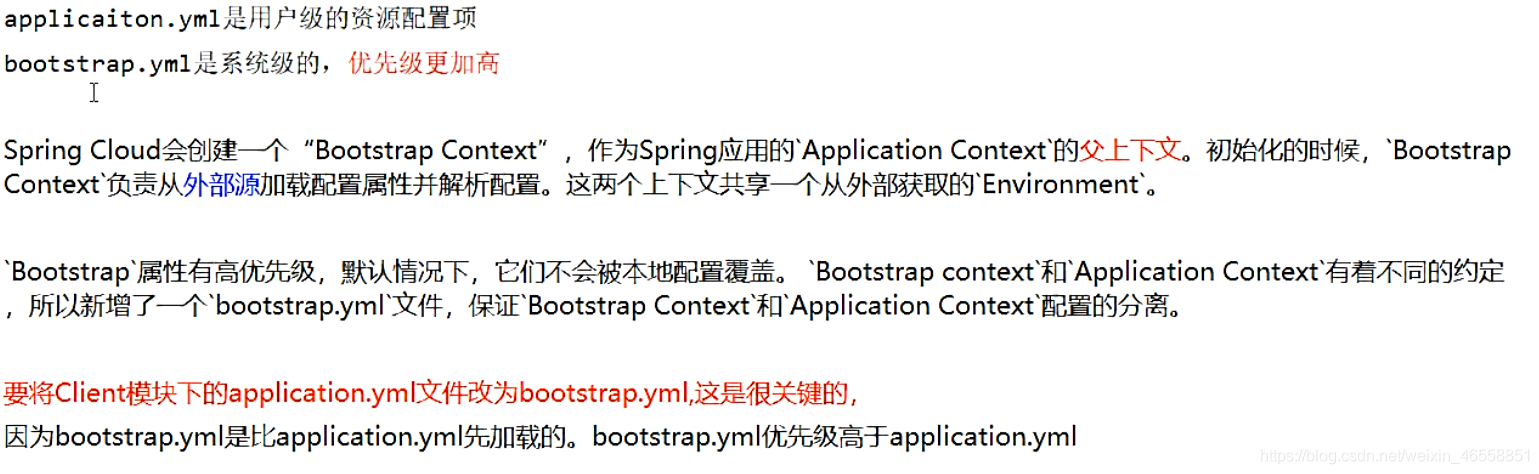 applicaiton.yml是用户级的资源配置项
bootstrap.yml是系统级的，优先级更加高
Spring Cloud会创建一个“Bootstrap Context”，作为Spring应用的`Application Context`的父上下文。初始化的时候，`Bootstrap
Context`负责从外部源加载配置属性并解析配置。这两个上下文共享一个从外部获取的`Environment`。
`Bootstrap`属性有高优先级，默认情况下，它们不会被本地配置覆盖。 `Bootstrap context`和`Application Context`有着不同的约定
，所以新增了一个`bootstrap.yml`文件，保证`Bootstrap Context`和`Application Context`配置的分离。
要将Client模块下的application.yml文件改为bootstrap.yml,这是很关键的，
因为bootstrap.yml是比application.yml先加载的。bootstrap.yml优先级高于application.yml
https://blog.csdn.net/weixin_46558851